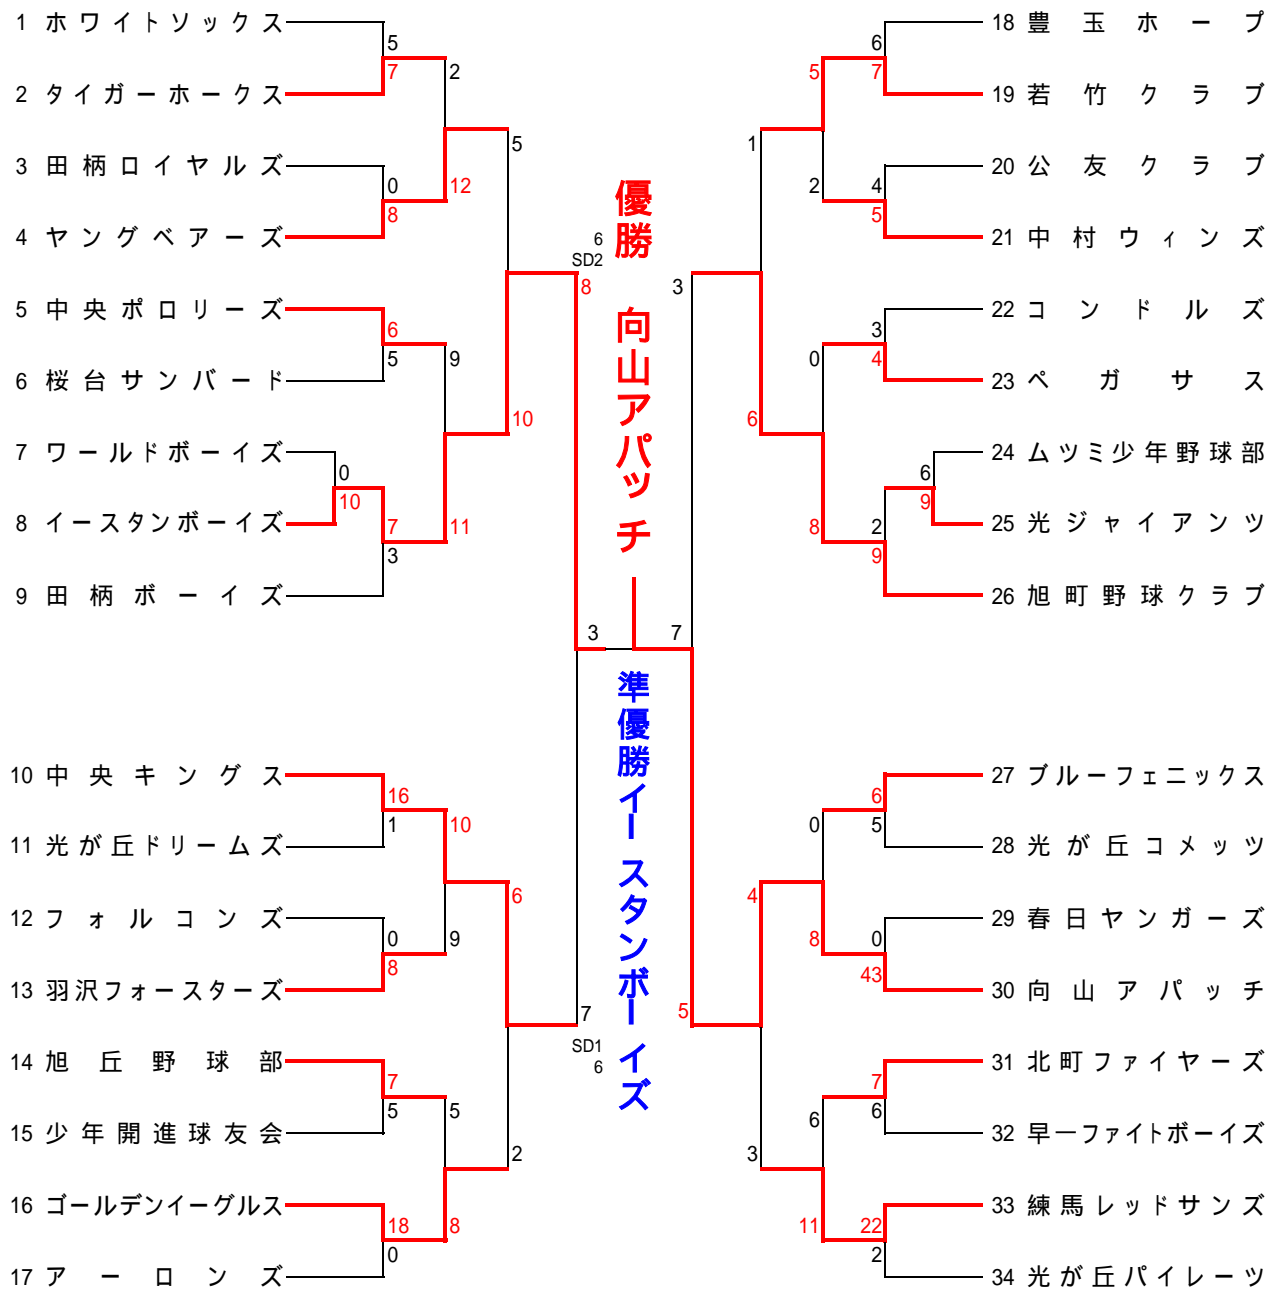 1 ホワイトソックス
5
7
2 タイガーホークス
2
12
3 田柄ロイヤルズ
0
8
4 ヤングベアーズ
5
10
5 中央ポロリーズ
6
5
6 桜台サンバード
9
11
7 ワールドボーイズ
0
10
8 イースタンボーイズ
7
3
9 田柄ボーイズ
6
SD2
8
3
10 中央キングス
16
1
11 光が丘ドリームズ
10
9
12 フォルコンズ
0
8
13 羽沢フォースターズ
6
2
14 旭丘野球部
7
5
15 少年開進球友会
5
8
16 ゴールデンイーグルス
18
0
17 アーロンズ
7
SD1
6
優勝 向山アパッチ
準優勝イースタンボーイズ
18 豊玉ホープ
6
7
19 若竹クラブ
5
2
20 公友クラブ
4
5
21 中村ウィンズ
1
6
22 コンドルズ
3
4
23 ペガサス
0
8
24 ムツミ少年野球部
6
9
25 光ジャイアンツ
2
9
26 旭町野球クラブ
3
7
27 ブルーフェニックス
6
5
28 光が丘コメッツ
0
8
29 春日ヤンガーズ
0
43
30 向山アパッチ
4
3
5
31 北町ファイヤーズ
7
6
32 早一ファイトボーイズ
6
11
33 練馬レッドサンズ
22
2
34 光が丘パイレーツ